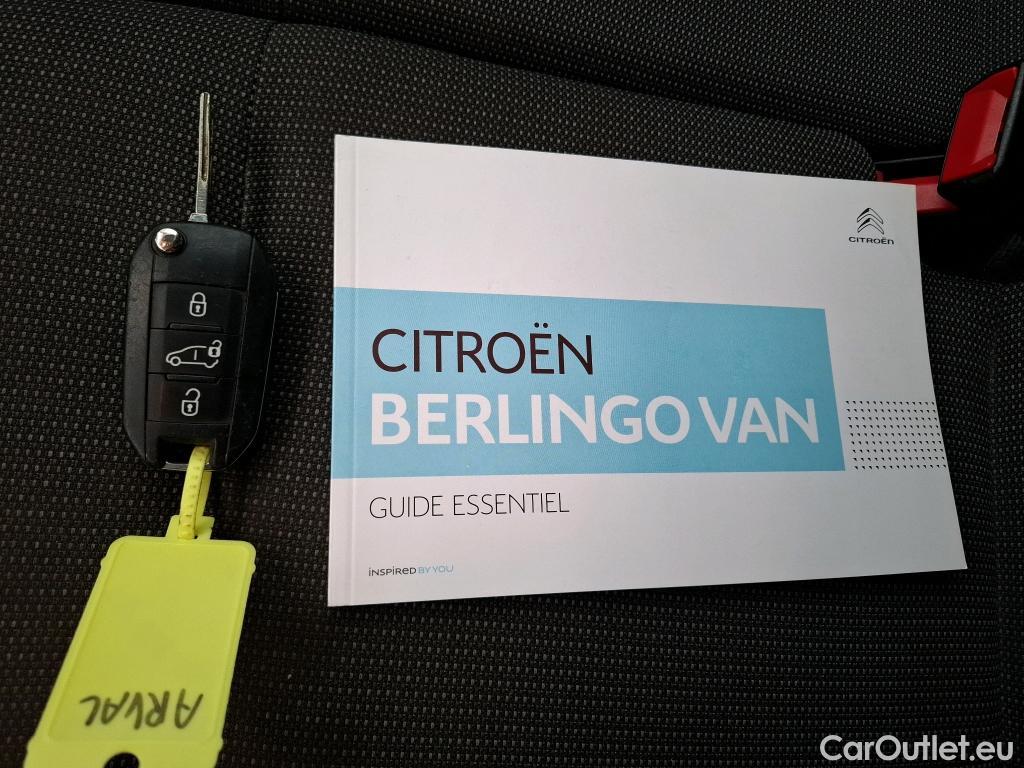 CITROËN
CITROËN
BERLINGO VAN
GUIDE ESSENTIEL
inspired BY YOU
ARVAL
CarOutlet.eu